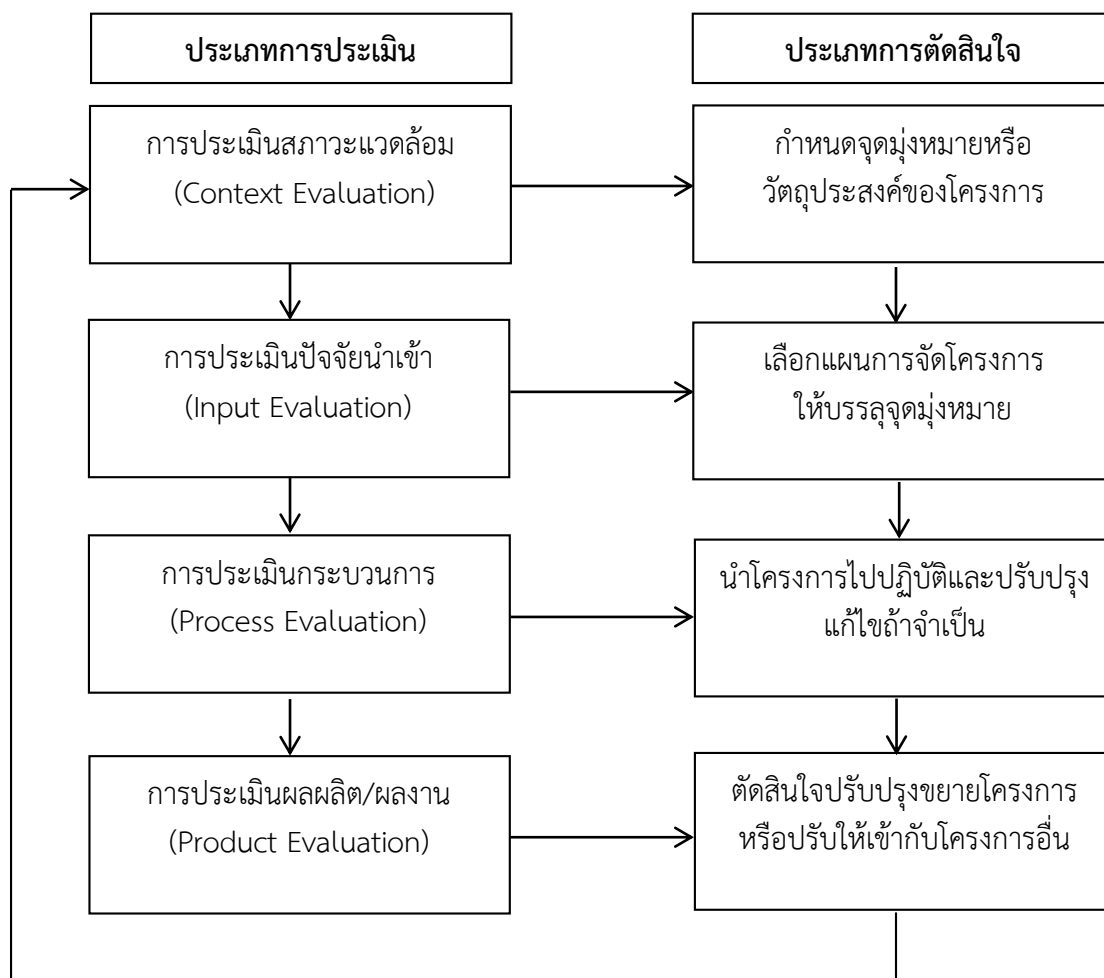 ประเภทการประเมิน
ประเภทการตัดสินใจ
การประเมินสภาวะแวดล้อม
(Context Evaluation)
กำหนดจุดมุ่งหมายหรือ
วัตถุประสงค์ของโครงการ
การประเมินปัจจัยนำเข้า
(Input Evaluation)
เลือกแผนการจัดโครงการ
ให้บรรลุจุดมุ่งหมาย
การประเมินกระบวนการ
(Process Evaluation)
นำโครงการไปปฏิบัติและปรับปรุง
แก้ไขถ้าจำเป็น
การประเมินผลผลิต/ผลงาน
(Product Evaluation)
ตัดสินใจปรับปรุงขยายโครงการ
หรือปรับให้เข้ากับโครงการอื่น